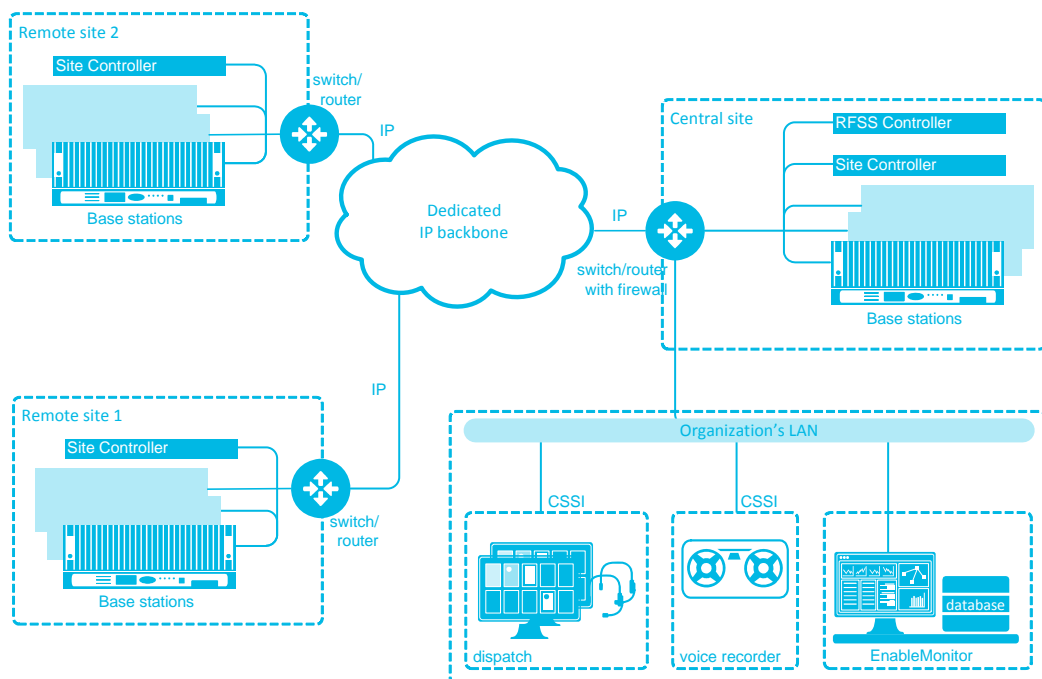 Remote site 2
Site Controller
switch/
router
IP
Base stations
Dedicated
IP backbone
Central site
RFSS Controller
Site Controller
IP
switch/router
with firewall
Base stations
IP
Remote site 1
Site Controller
switch/
router
Base stations
Organization's LAN
CSSI
CSSI
database
dispatch
voice recorder
EnableMonitor